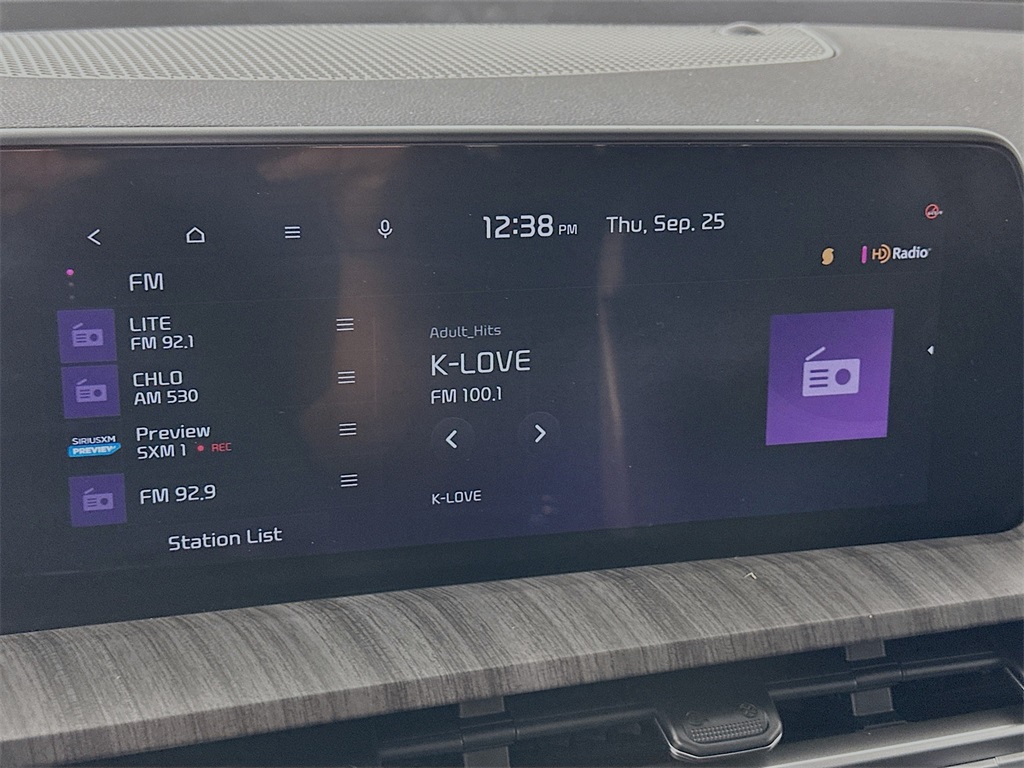 12:38 PM Thu, Sep. 25
HD Radio
FM
LITE
FM 92.1
CHLO
AM 530
SIRIUSXM
PREVIEW
Preview
SXM 1 REC
FM 92.9
Station List
Adult_Hits
K-LOVE
FM 100.1
K-LOVE